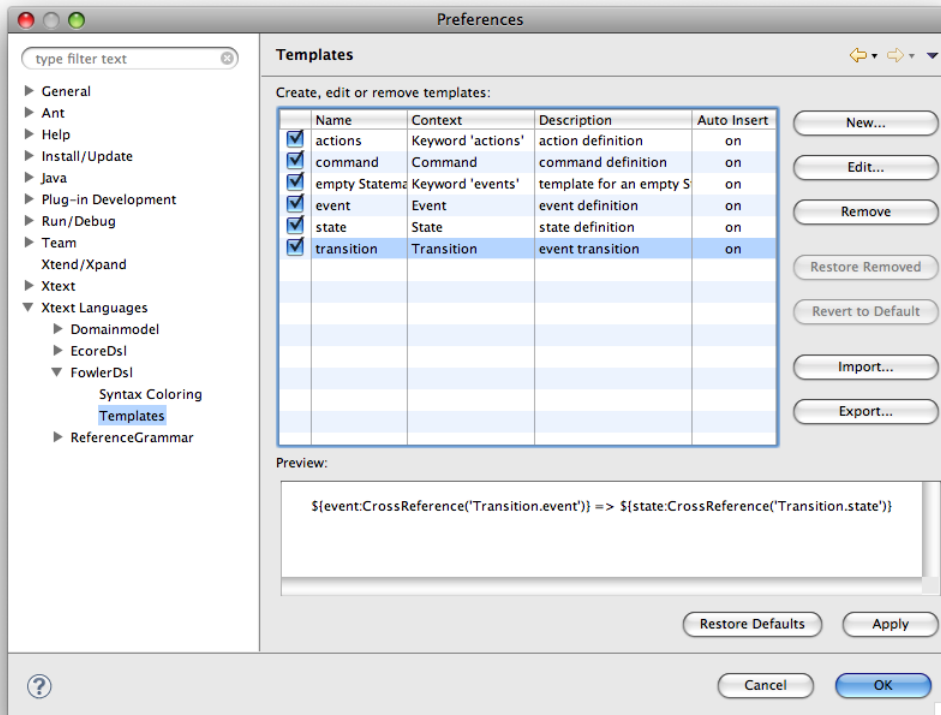 Preferences
type filter text
General
Ant
Help
Install/Update
Java
Plug-in Development
Run/Debug
Team
Xtend/Xpand
Xtext
Xtext Languages
Domainmodel
EcoreDsl
FowlerDsl
Syntax Coloring
Templates
ReferenceGrammar
Templates
Create, edit or remove templates:
Name Context Description Auto Insert
actions Keyword 'actions' action definition on
command Command command definition on
empty Statema Keyword 'events' template for an empty S on
event Event event definition on
state State state definition on
transition Transition event transition on
New...
Edit...
Remove
Restore Removed
Revert to Default
Import...
Export...
Preview:
${event:CrossReference('Transition.event')} => ${state:CrossReference('Transition.state')}
Restore Defaults Apply
? Cancel OK